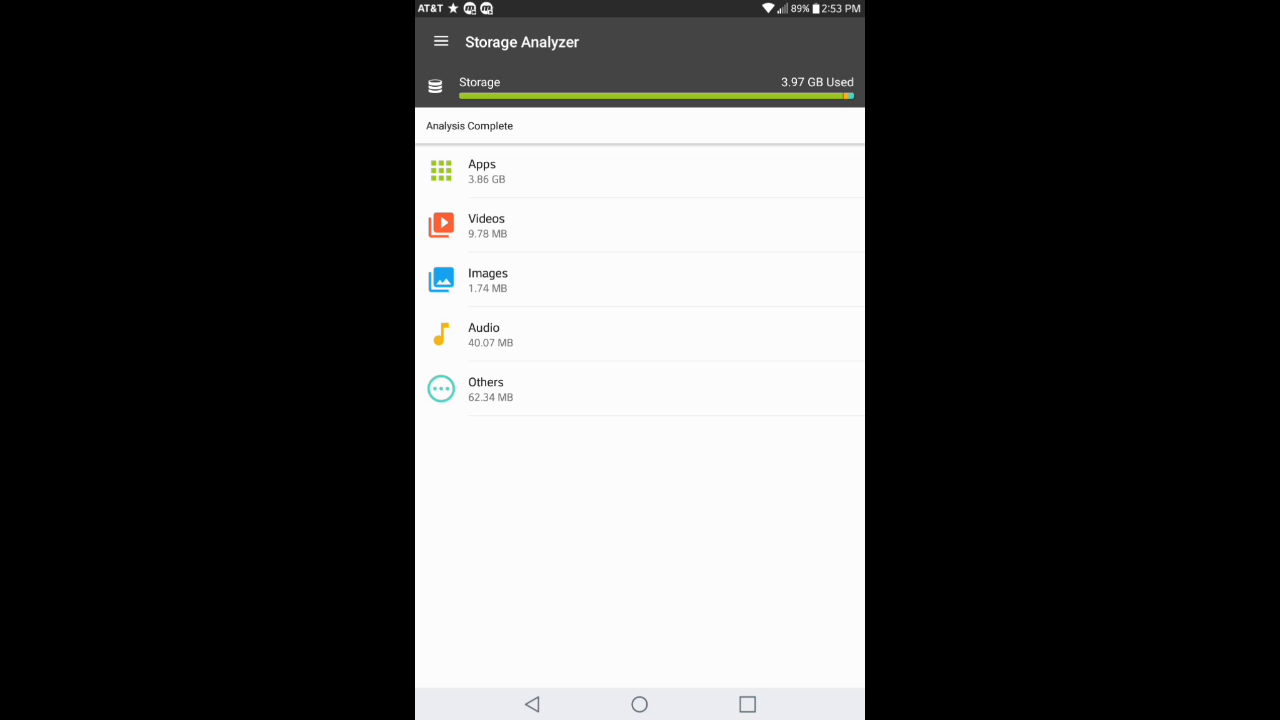 AT&T 89% 2:53 PM
Storage Analyzer
Storage 3.97 GB Used
Analysis Complete
Apps
3.86 GB
Videos
9.78 MB
Images
1.74 MB
Audio
40.07 MB
Others
62.34 MB